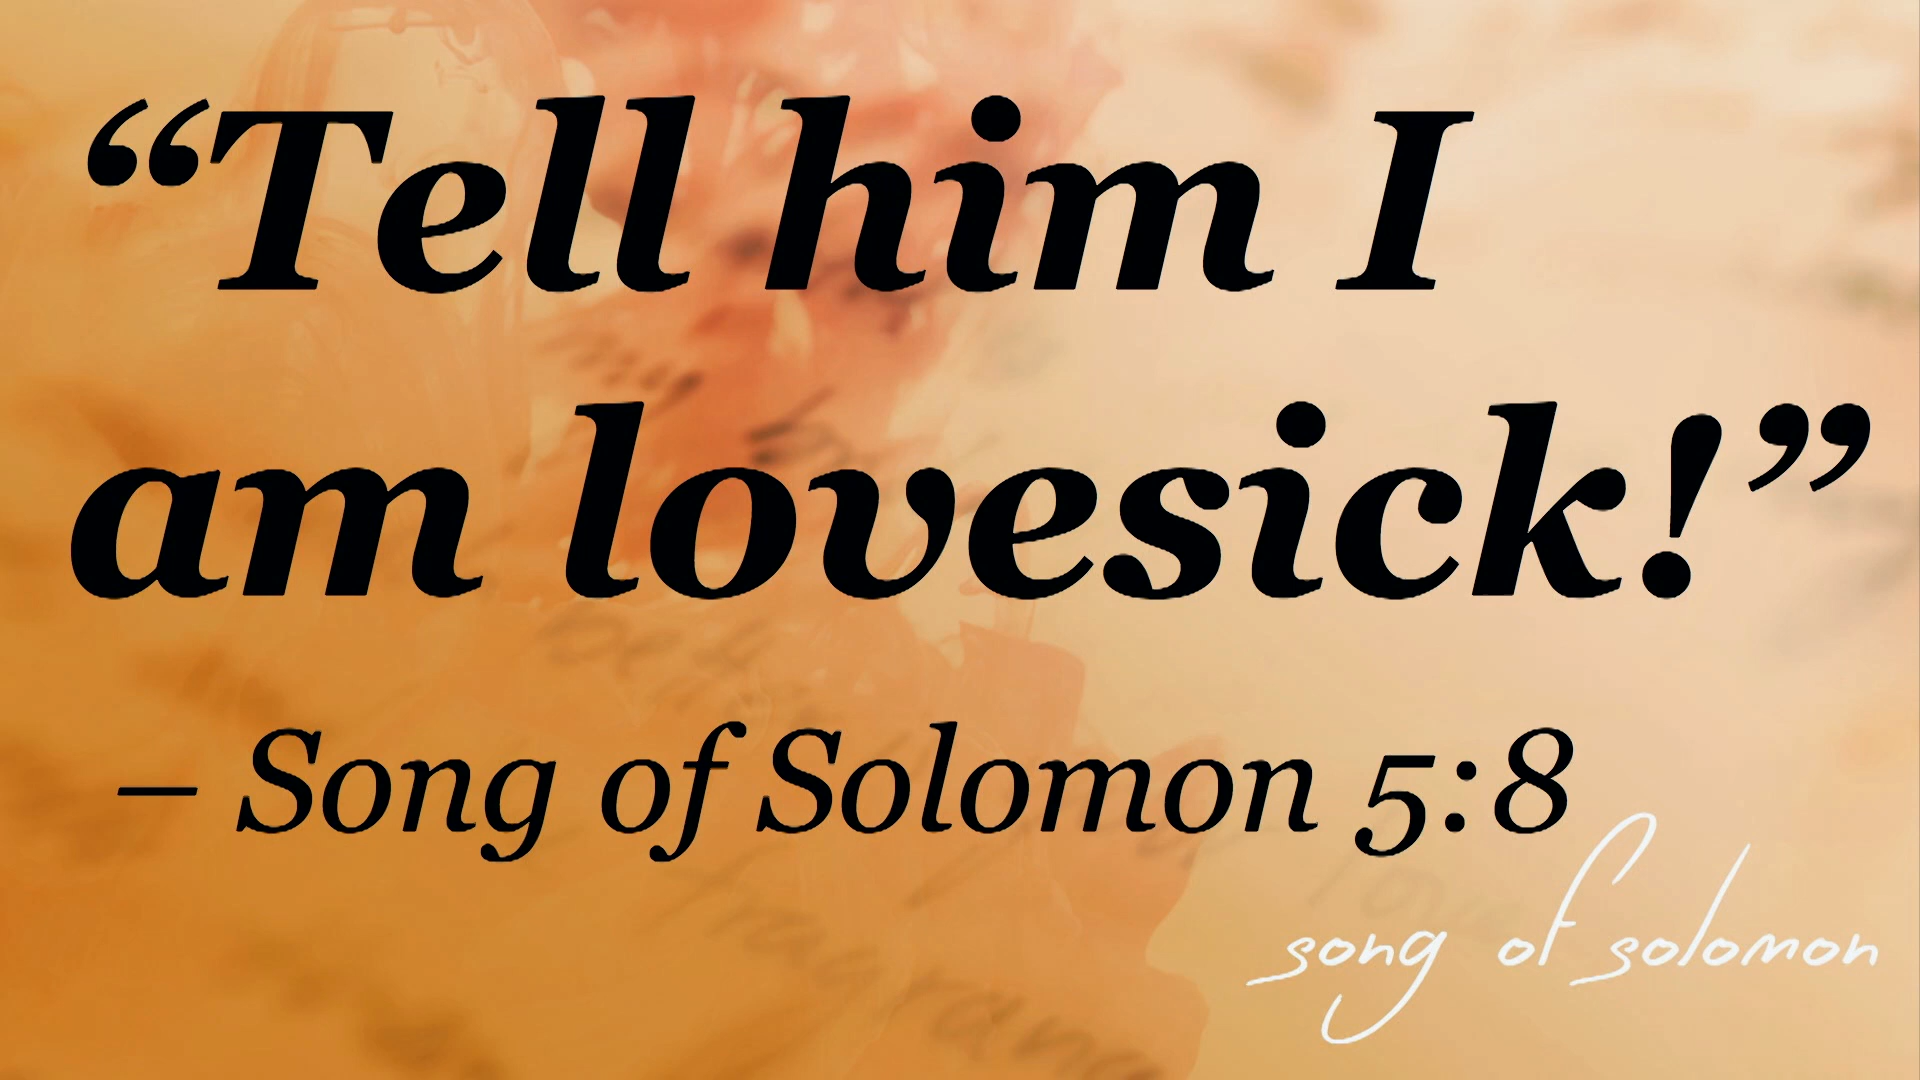 “Tell him I
am lovesick!”
– Song of Solomon 5:8
song of solomon